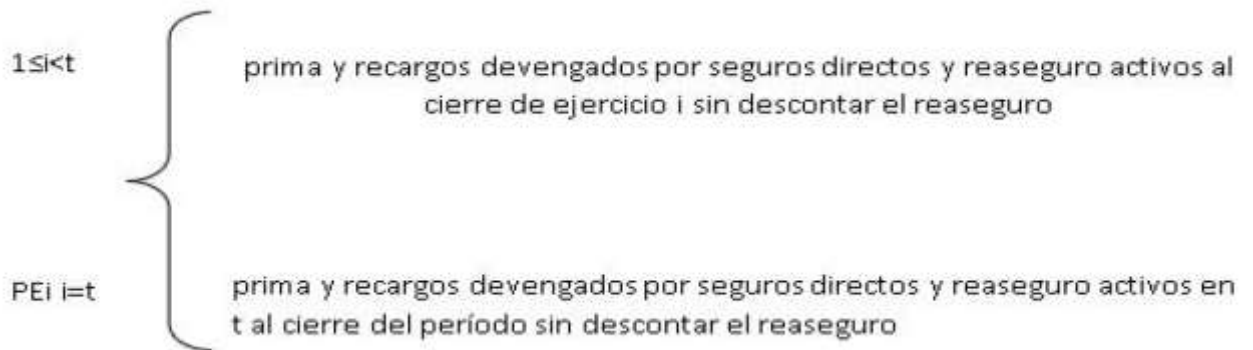 1≤i<t
prima y recargos devengados por seguros directos y reaseguro activos al
cierre de ejercicio i sin descontar el reaseguro
PEi i=t
prima y recargos devengados por seguros directos y reaseguro activos en
t al cierre del período sin descontar el reaseguro